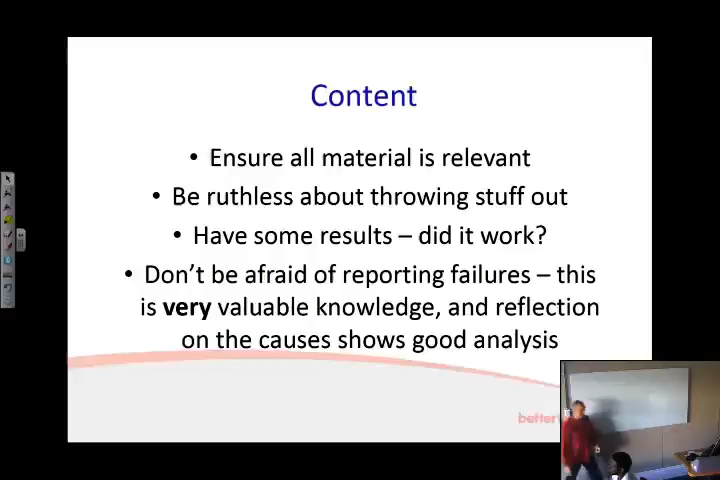 Content
• Ensure all material is relevant
• Be ruthless about throwing stuff out
• Have some results – did it work?
• Don't be afraid of reporting failures – this
is very valuable knowledge, and reflection
on the causes shows good analysis
better